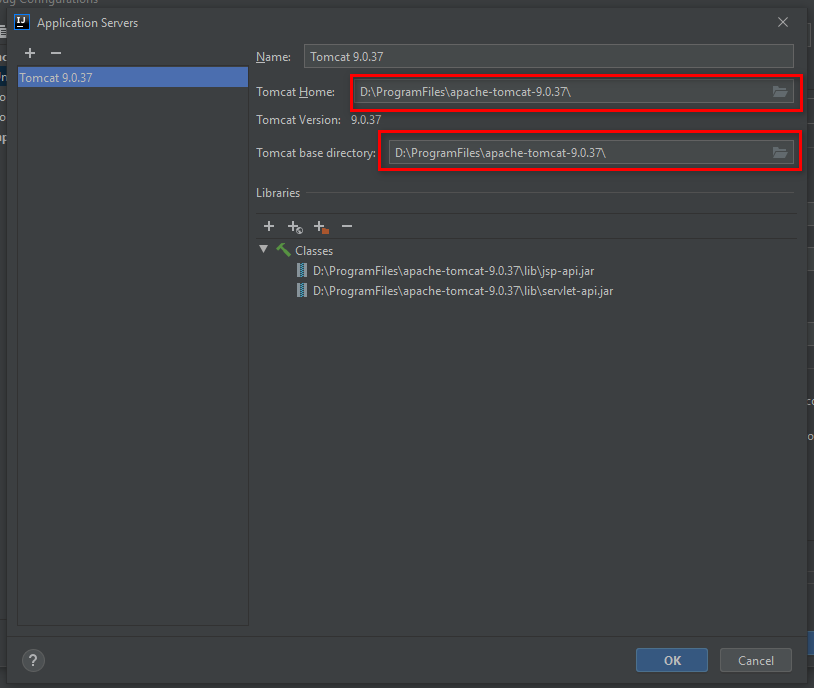 Application Servers
Tomcat 9.0.37
Name: Tomcat 9.0.37
Tomcat Home: D:\ProgramFiles\apache-tomcat-9.0.37\
Tomcat Version: 9.0.37
Tomcat base directory: D:\ProgramFiles\apache-tomcat-9.0.37\
Libraries
Classes
D:\ProgramFiles\apache-tomcat-9.0.37\lib\jsp-api.jar
D:\ProgramFiles\apache-tomcat-9.0.37\lib\servlet-api.jar
?
OK
Cancel